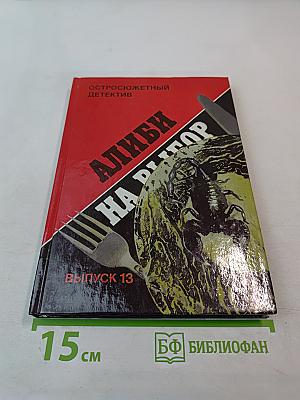 ОСТРОСЮЖЕТНЫЙ
ДЕТЕКТИВ
АЛИБИ
НА ВЫБОР
ВЫПУСК 13
15 см
БФ БИБЛИОФАН